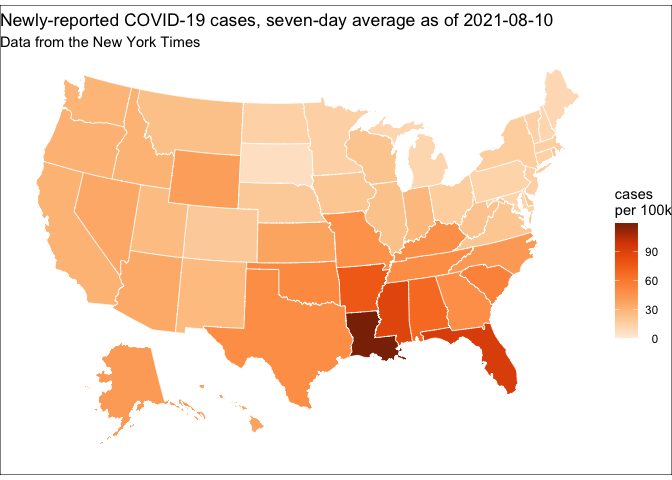 Newly-reported COVID-19 cases, seven-day average as of 2021-08-10
Data from the New York Times
cases
per 100k
90
60
30
0